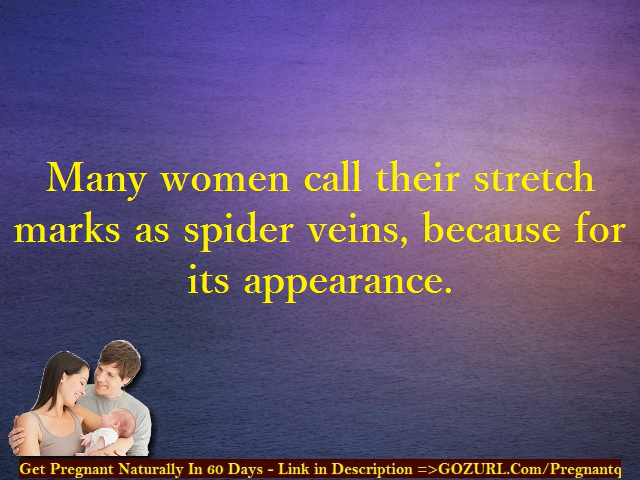 Many women call their stretch
marks as spider veins, because for
its appearance.
Get Pregnant Naturally In 60 Days - Link in Description =>GOZURL.Com/Pregnantq